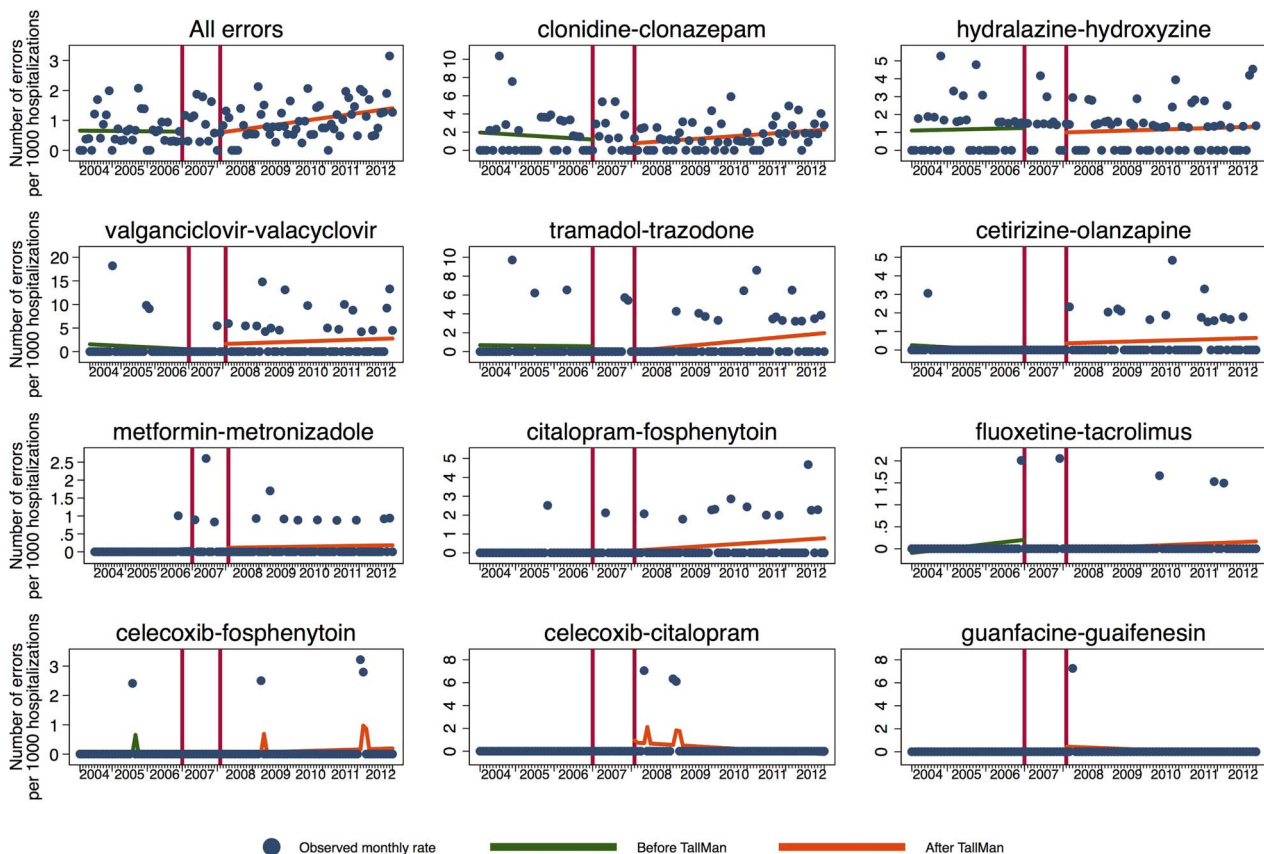 All errors
Number of errors
per 1000 hospitalizations
3
2
1
0
2004 2005 2006 2007 2008 2009 2010 2011 2012
clonidine-clonazepam
10
8
6
4
2
0
2004 2005 2006 2007 2008 2009 2010 2011 2012
hydralazine-hydroxyzine
5
4
3
2
1
0
2004 2005 2006 2007 2008 2009 2010 2011 2012
valganciclovir-valacyclovir
Number of errors
per 1000 hospitalizations
20
15
10
5
0
2004 2005 2006 2007 2008 2009 2010 2011 2012
tramadol-trazodone
10
8
6
4
2
0
2004 2005 2006 2007 2008 2009 2010 2011 2012
cetirizine-olanzapine
5
4
3
2
1
0
2004 2005 2006 2007 2008 2009 2010 2011 2012
metformin-metronizadole
Number of errors
per 1000 hospitalizations
2.5
2
1.5
1
.5
0
2004 2005 2006 2007 2008 2009 2010 2011 2012
citalopram-fosphenytoin
5
4
3
2
1
0
2004 2005 2006 2007 2008 2009 2010 2011 2012
fluoxetine-tacrolimus
2
1.5
1
.5
0
2004 2005 2006 2007 2008 2009 2010 2011 2012
celecoxib-fosphenytoin
Number of errors
per 1000 hospitalizations
3
2
1
0
2004 2005 2006 2007 2008 2009 2010 2011 2012
celecoxib-citalopram
8
6
4
2
0
2004 2005 2006 2007 2008 2009 2010 2011 2012
guanfacine-guaifenesin
8
6
4
2
0
2004 2005 2006 2007 2008 2009 2010 2011 2012
Observed monthly rate Before TallMan After TallMan